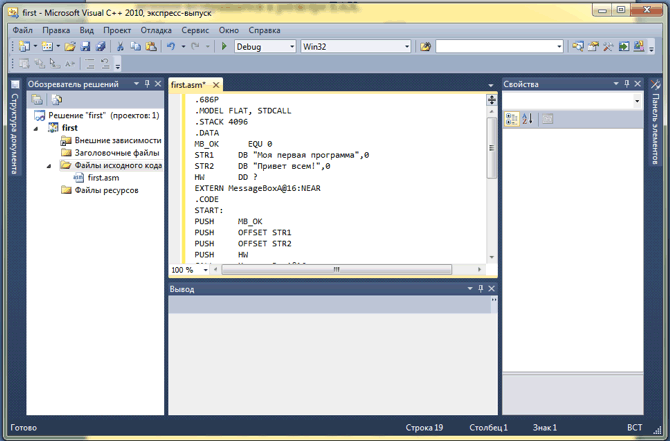 first - Microsoft Visual C++ 2010, экспресс-выпуск
Файл Правка Вид Проект Отладка Сервис Окно Справка
Debug Win32
Структура документа
Обозреватель решений
Решение "first" (проектов: 1)
first
Внешние зависимости
Заголовочные файлы
Файлы исходного кода
first.asm
Файлы ресурсов
first.asm*
.686P
.MODEL FLAT, STDCALL
.STACK 4096
.DATA
MB_OK EQU 0
STR1 DB "Моя первая программа",0
STR2 DB "Привет всем!",0
HW DD ?
EXTERN MessageBoxA@16:NEAR
.CODE
START:
PUSH MB_OK
PUSH OFFSET STR1
PUSH OFFSET STR2
PUSH HW
100 %
Вывод
Свойства
Панель элементов
Готово Строка 19 Столбец 1 Знак 1 ВСТ